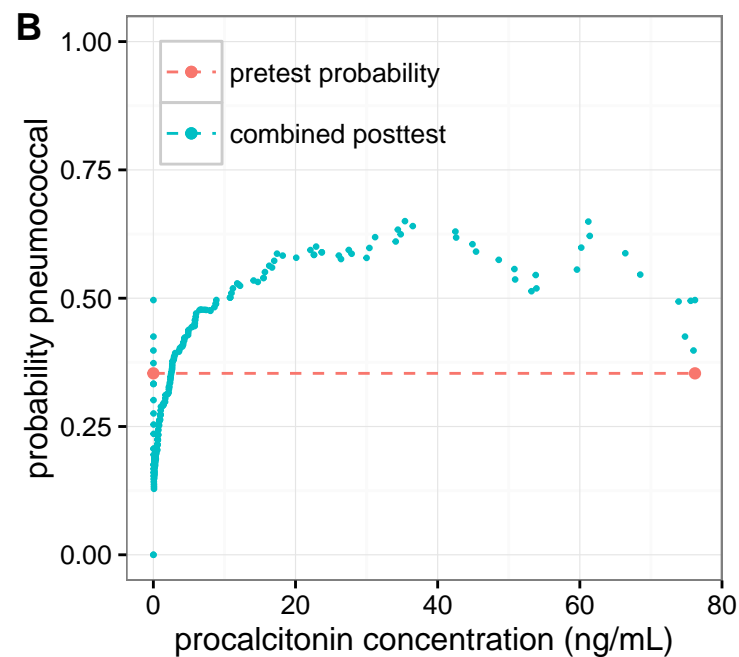 B
1.00
0.75
0.50
0.25
0.00
probability pneumococcal
pretest probability
combined posttest
0 20 40 60 80
procalcitonin concentration (ng/mL)